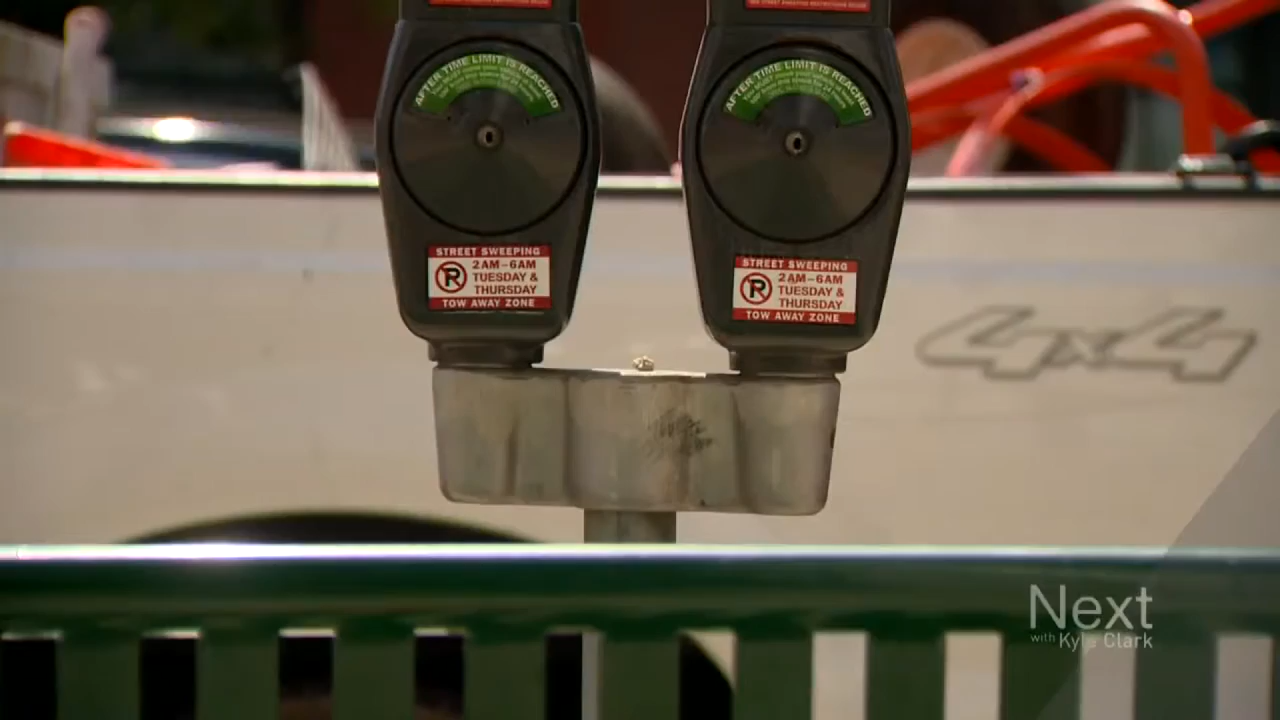 AFTER TIME LIMIT IS REACHED
STREET SWEEPING
2AM-6AM
TUESDAY &
THURSDAY
TOW AWAY ZONE
AFTER TIME LIMIT IS REACHED
STREET SWEEPING
2AM-6AM
TUESDAY &
THURSDAY
TOW AWAY ZONE
4x4
Next
with Kyle Clark